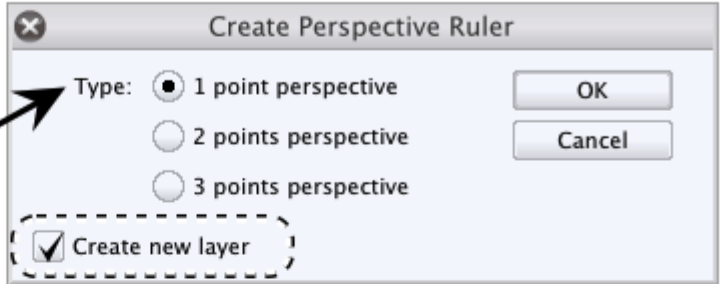 Create Perspective Ruler
Type: 1 point perspective OK
2 points perspective Cancel
3 points perspective
Create new layer